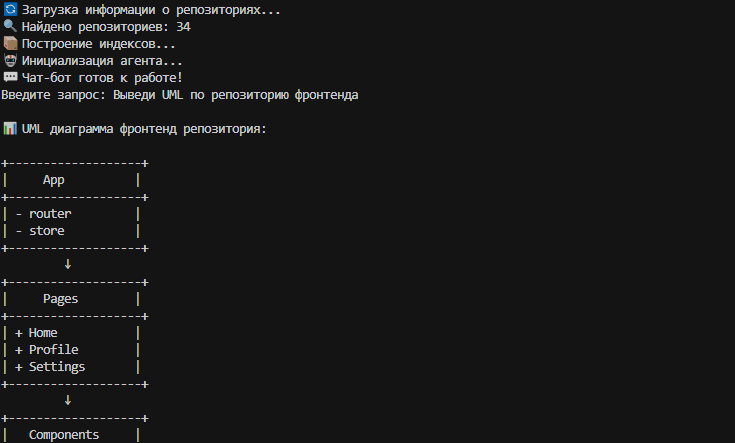 🔄 Загрузка информации о репозиториях...
🔍 Найдено репозиториев: 34
📦 Построение индексов...
🤖 Инициализация агента...
💬 Чат-бот готов к работе!
Введите запрос: Выведи UML по репозиторию фронтенда
📊 UML диаграмма фронтенд репозитория:
+------------------+
|     App          |
+------------------+
| - router         |
| - store          |
+------------------+
         ↓
+------------------+
|     Pages        |
+------------------+
| + Home           |
| + Profile        |
| + Settings       |
+------------------+
         ↓
+------------------+
|   Components     |